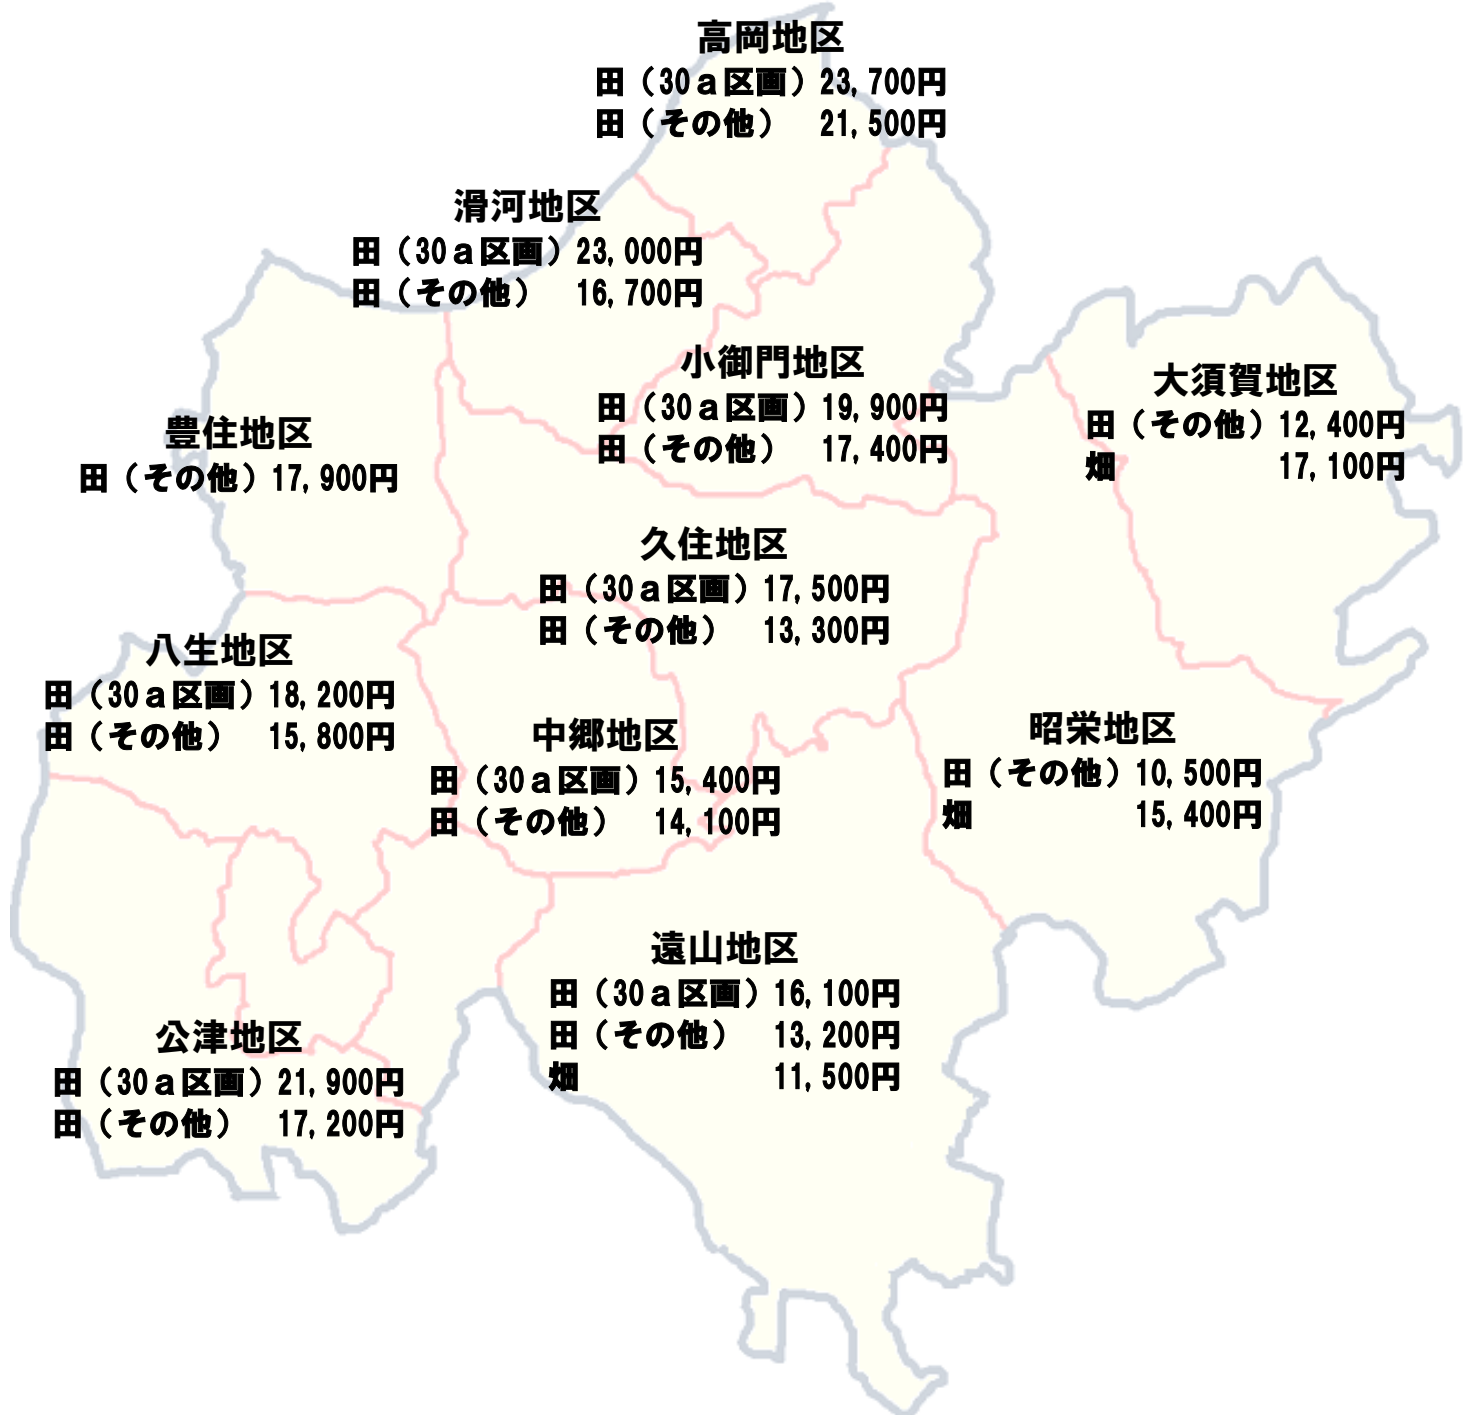 高岡地区
田（30ａ区画）23,700円
田（その他）　21,500円
滑河地区
田（30ａ区画）23,000円
田（その他）　16,700円
小御門地区
田（30ａ区画）19,900円
田（その他）　17,400円
大須賀地区
田（その他）12,400円
畑　17,100円
豊住地区
田（その他）17,900円
久住地区
田（30ａ区画）17,500円
田（その他）　13,300円
八生地区
田（30ａ区画）18,200円
田（その他）　15,800円
中郷地区
田（30ａ区画）15,400円
田（その他）　14,100円
昭栄地区
田（その他）10,500円
畑　15,400円
遠山地区
田（30ａ区画）16,100円
田（その他）　13,200円
畑　11,500円
公津地区
田（30ａ区画）21,900円
田（その他）　17,200円